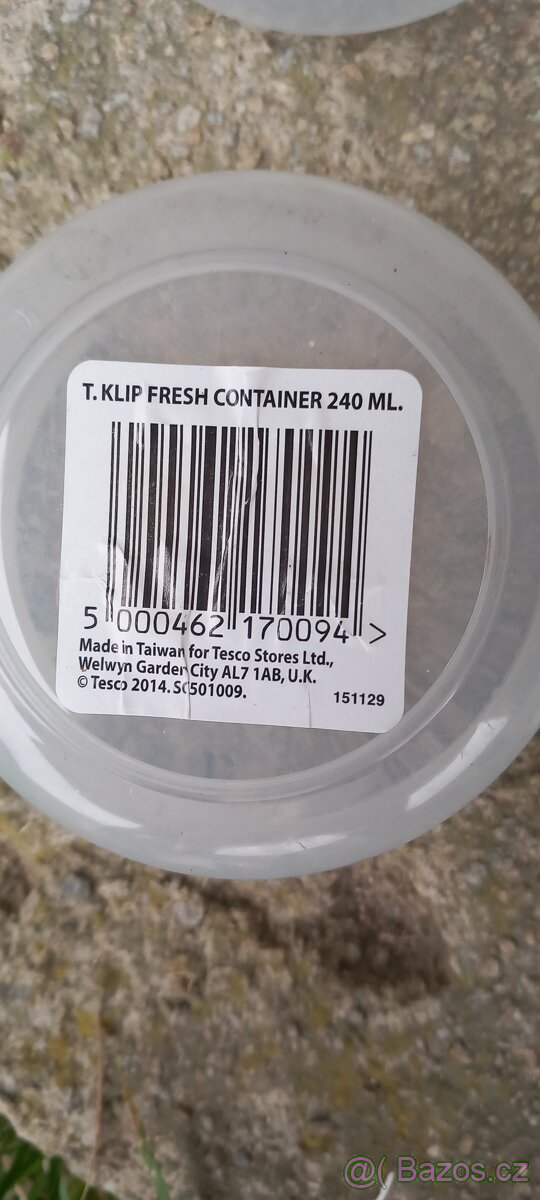 T. KLIP FRESH CONTAINER 240 ML.
5 000462 170094 >
Made in Taiwan for Tesco Stores Ltd.,
Welwyn Garden City AL7 1AB, U.K.
© Tesco 2014. SC501009.
151129
@( Bazos.cz